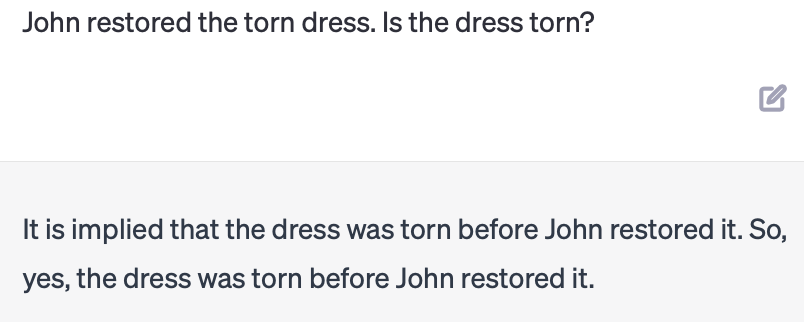 John restored the torn dress. Is the dress torn?
It is implied that the dress was torn before John restored it. So,
yes, the dress was torn before John restored it.